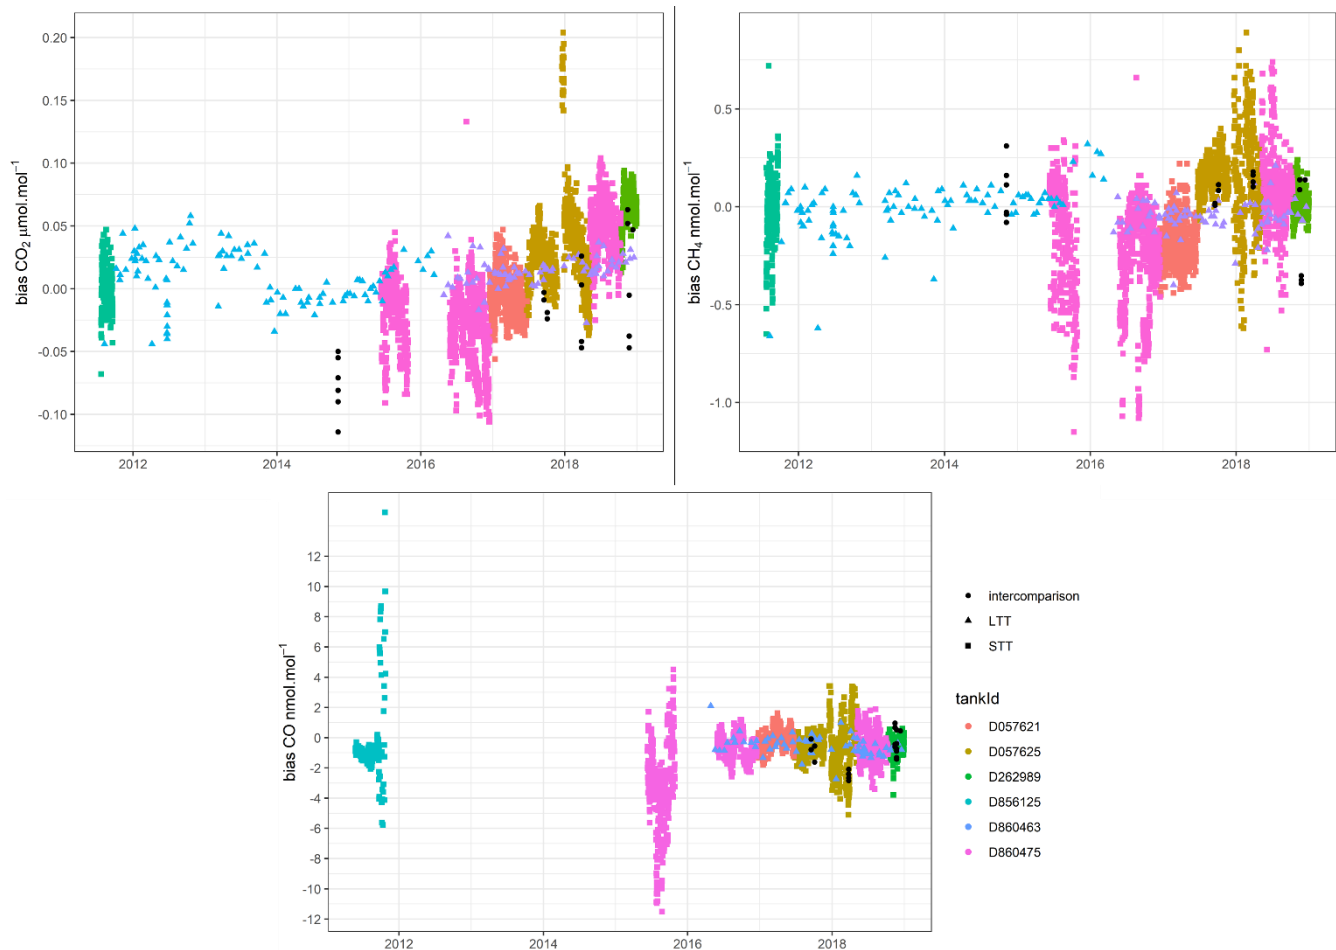 bias CO₂ μmol.mol⁻¹
0.20
0.15
0.10
0.05
0.00
-0.05
-0.10
2012
2014
2016
2018
bias CH₄ nmol.mol⁻¹
0.5
0.0
-0.5
-1.0
2012
2014
2016
2018
bias CO nmol.mol⁻¹
12
10
8
6
4
2
0
-2
-4
-6
-8
-10
-12
2012
2014
2016
2018
intercomparison
LTT
STT
tankId
D057621
D057625
D262989
D856125
D860463
D860475